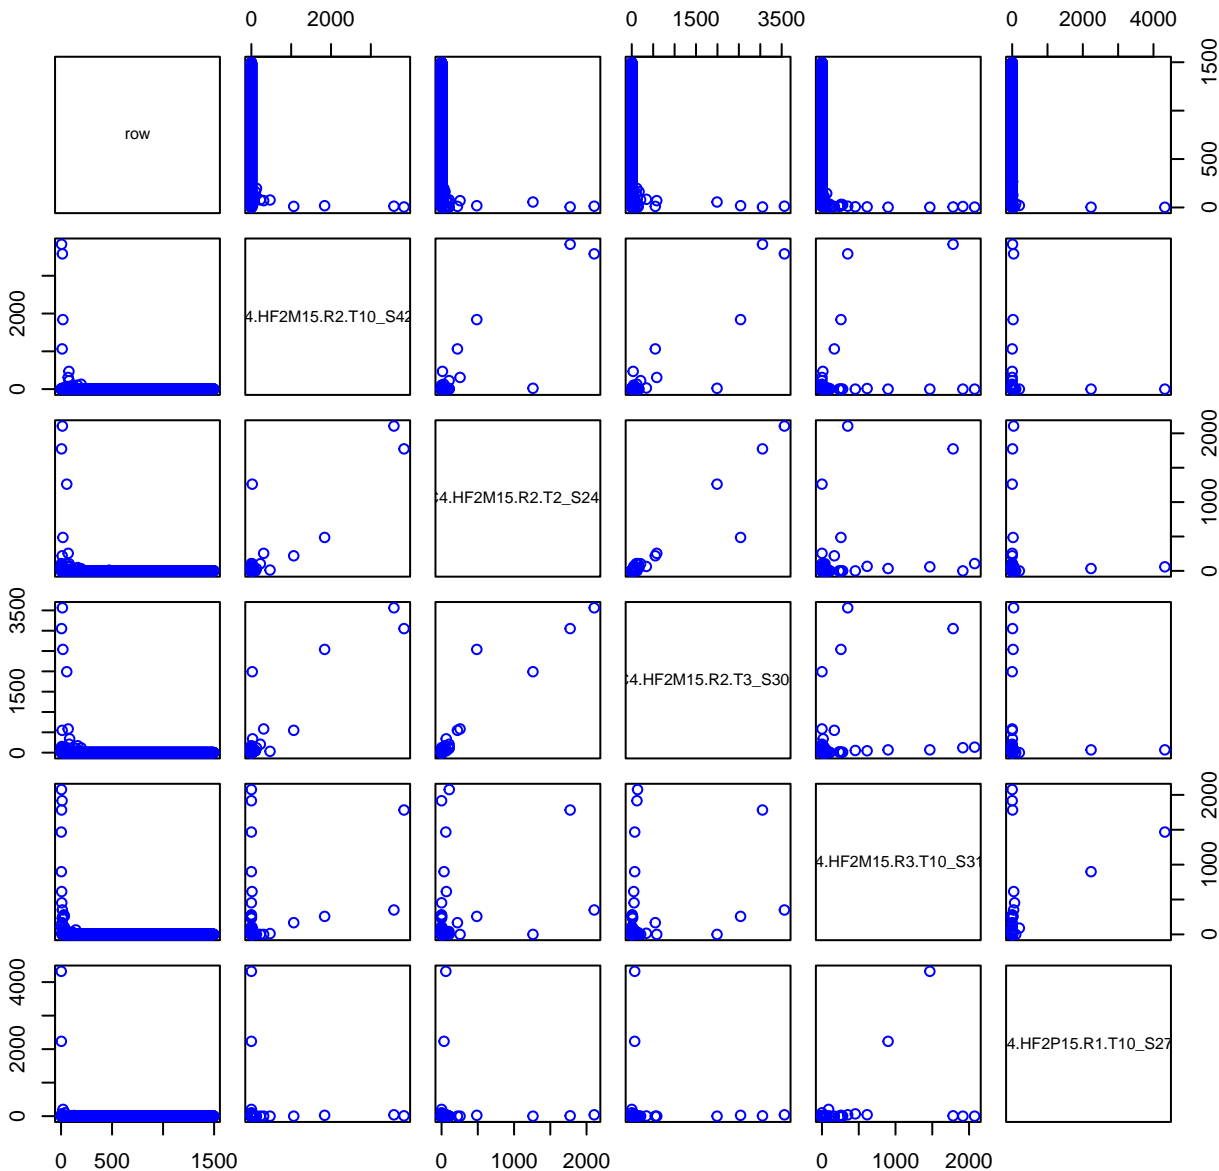 0 2000 0 1500 3500 0 2000 4000
row
500 1500
0
4.HF2M15.R2.T10_S42
0 2000
4.HF2M15.R2.T2_S24
0 1000 2000
4.HF2M15.R2.T3_S30
0 1500 3500
4.HF2M15.R3.T10_S31
0 1000 2000
4.HF2P15.R1.T10_S27
0 2000 4000
0 500 1500 0 1000 2000 0 1000 2000